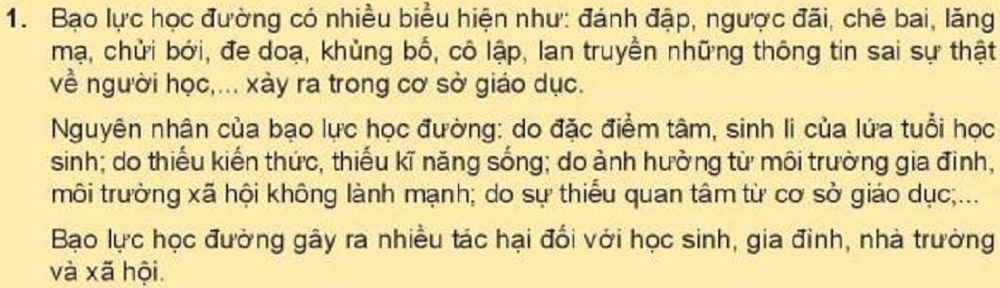 1. Bạo lực học đường có nhiều biểu hiện như: đánh đập, ngược đãi, chê bai, lăng
mạ, chửi bới, đe doạ, khủng bố, cô lập, lan truyền những thông tin sai sự thật
về người học,... xảy ra trong cơ sở giáo dục.
Nguyên nhân của bạo lực học đường: do đặc điểm tâm, sinh lí của lứa tuổi học
sinh; do thiếu kiến thức, thiếu kĩ năng sống; do ảnh hưởng từ môi trường gia đình,
môi trường xã hội không lành mạnh; do sự thiếu quan tâm từ cơ sở giáo dục;...
Bạo lực học đường gây ra nhiều tác hại đối với học sinh, gia đình, nhà trường
và xã hội.